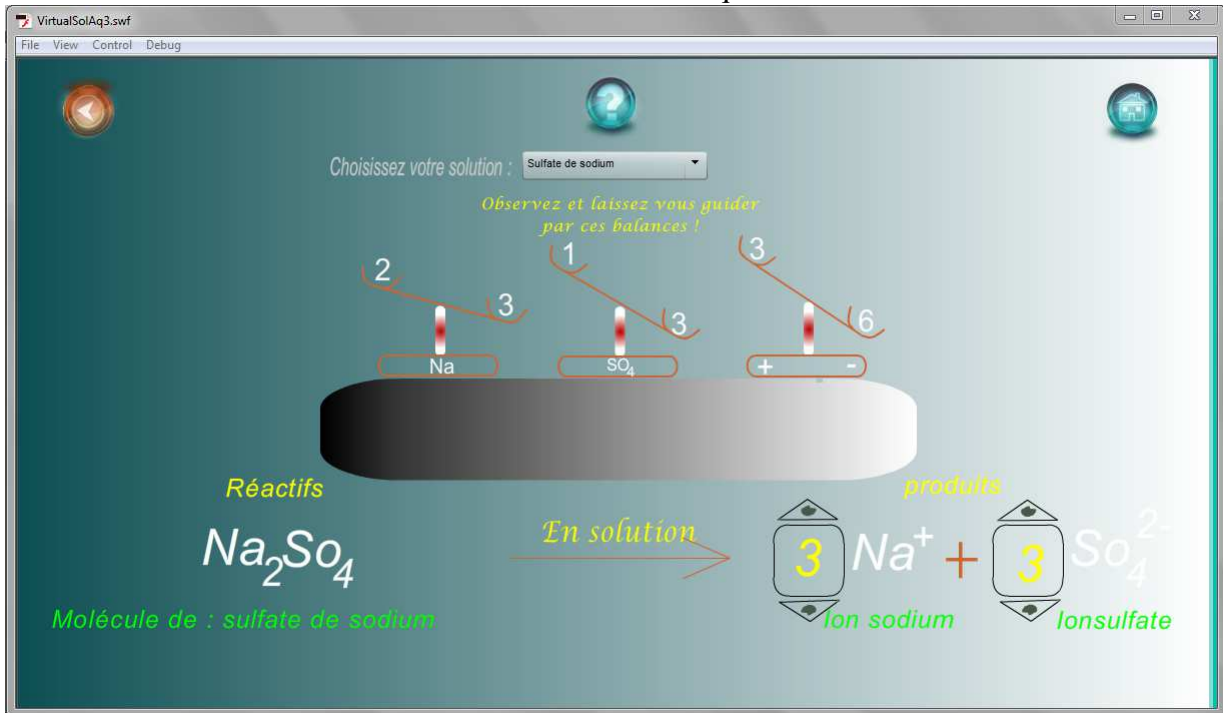 VirtualSolAq3.swf
File View Control Debug
?
Choisissez votre solution : Sulfate de sodium
Observez et laissez vous guider
par ces balances !
2 3 1 3 3 6
Na SO4 + -
Réactifs produits
Na2So4 En solution 3 Na+ + 3 So4 2-
Molécule de : sulfate de sodium Ion sodium Ionsulfate